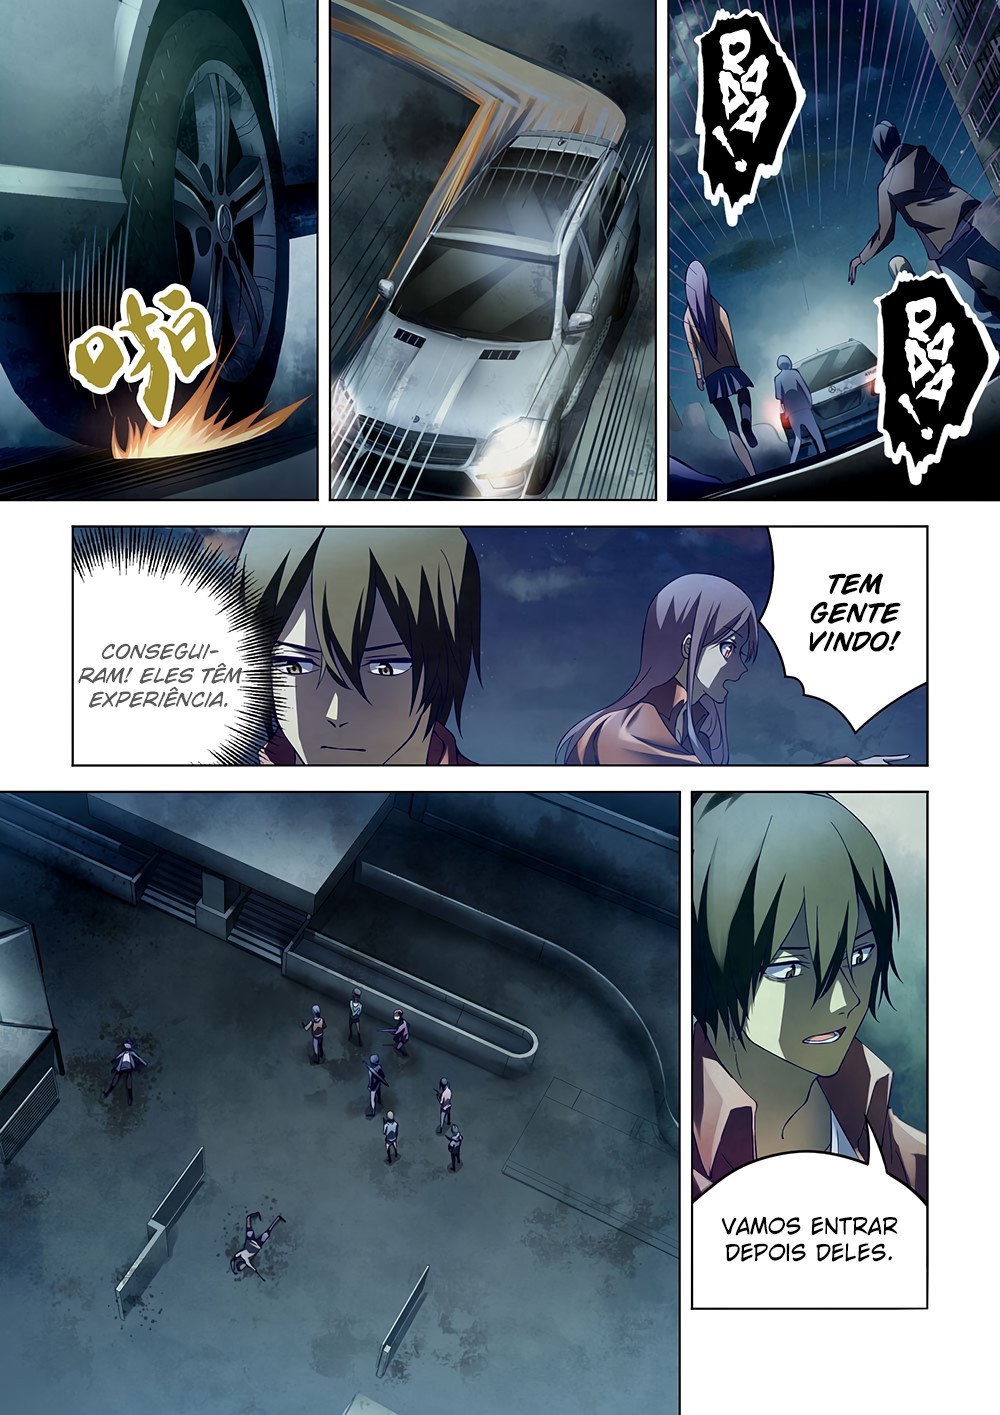 啪
DADA!
DADA!
CONSEGUI-
RAM! ELES TÊM
EXPERIÊNCIA.
TEM
GENTE
VINDO!
VAMOS ENTRAR
DEPOIS DELES.